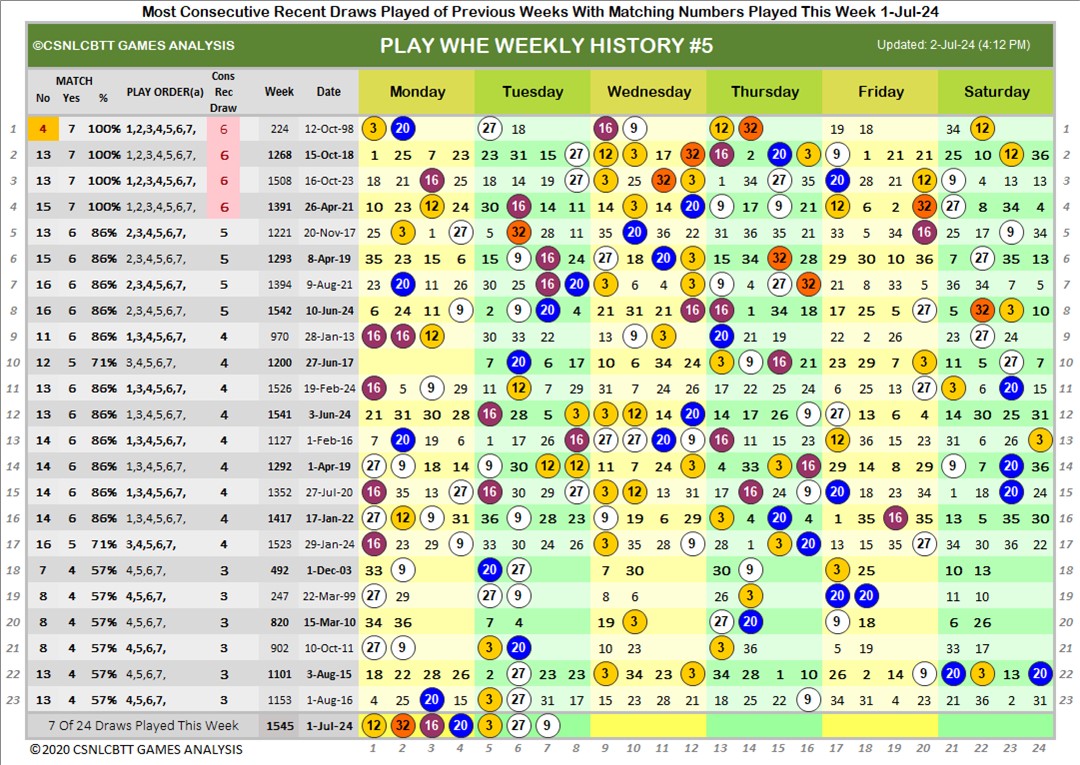 Most Consecutive Recent Draws Played of Previous Weeks With Matching Numbers Played This Week 1-Jul-24
©CSNLCBTT GAMES ANALYSIS PLAY WHE WEEKLY HISTORY #5 Updated: 2-Jul-24 (4:12 PM)
No MATCH Yes % PLAY ORDER(a) Cons Rec Draw Week Date Monday Tuesday Wednesday Thursday Friday Saturday
1 4 7 100% 1,2,3,4,5,6,7, 6 224 12-Oct-98 3 20 27 18 16 9 12 14 19 18 34 12 1
2 13 7 100% 1,2,3,4,5,6,7, 6 1268 15-Oct-18 1 25 7 23 23 31 15 27 12 3 17 12 32 16 2 20 3 9 1 21 21 25 10 12 36 2
3 13 7 100% 1,2,3,4,5,6,7, 6 1508 16-Oct-23 18 21 16 25 18 14 19 27 3 25 32 3 1 34 27 35 20 28 21 12 9 4 13 13 3
4 15 7 100% 1,2,3,4,5,6,7, 6 1391 26-Apr-21 10 23 12 24 30 16 14 11 14 3 14 20 9 17 9 21 12 6 2 32 27 8 34 4 4
5 13 6 86% 2,3,4,5,6,7, 6 1221 20-Nov-17 25 3 1 27 5 32 28 11 35 20 36 22 31 36 35 21 33 5 34 16 25 17 9 34 5
6 15 6 86% 2,3,4,5,6,7, 5 1293 8-Apr-19 35 23 15 6 15 9 16 24 27 18 20 3 15 34 32 28 29 30 10 36 7 27 35 13 6
7 16 6 86% 2,3,4,5,6,7, 5 1394 9-Aug-21 23 20 11 26 30 25 16 20 3 6 4 3 9 4 27 32 21 8 33 5 36 34 7 5 7
8 16 6 86% 2,3,4,5,6,7, 5 1542 10-Jun-24 6 24 11 9 2 9 20 4 21 31 21 16 16 1 34 18 8 25 5 27 8 32 3 10 8
9 11 6 86% 1,3,4,5,6,7, 4 970 28-Jan-13 16 16 12 30 33 22 13 9 3 20 21 19 22 2 26 22 27 24 9
10 12 5 71% 3,4,5,6,7, 4 1200 27-Jun-17 7 20 6 17 10 6 34 24 3 9 16 21 23 29 7 3 11 5 27 7 10
11 13 6 86% 1,3,4,5,6,7, 4 1526 19-Feb-24 16 5 9 29 11 12 7 29 31 7 24 26 17 22 25 24 6 25 13 27 3 6 20 15 11
12 13 6 86% 1,3,4,5,6,7, 4 1541 3-Jun-24 21 31 30 28 16 28 5 3 3 12 14 20 14 17 26 9 27 13 6 4 14 30 25 31 12
13 14 6 86% 1,3,4,5,6,7, 4 1127 1-Feb-16 7 20 19 6 1 17 26 16 27 27 20 9 16 11 15 23 12 36 15 23 31 6 26 3 13
14 14 6 86% 1,3,4,5,6,7, 4 1292 1-Apr-19 27 9 18 14 9 30 12 12 11 7 24 3 4 33 3 16 29 14 8 29 9 7 20 36 14
15 14 6 86% 1,3,4,5,6,7, 4 1352 27-Jul-20 16 35 13 27 16 30 29 27 3 12 13 31 17 16 24 9 20 18 23 34 1 18 20 24 15
16 14 6 86% 1,3,4,5,6,7, 4 1417 17-Jan-22 27 12 9 31 36 9 28 23 9 19 6 29 3 4 20 4 1 35 16 35 13 5 35 30 16
17 16 5 71% 3,4,5,6,7, 4 1523 29-Jan-24 16 23 29 9 33 30 24 26 3 35 28 9 28 1 3 20 13 15 35 27 34 30 36 22 17
18 7 4 57% 4,5,6,7, 3 492 1-Dec-03 33 9 20 27 7 30 30 9 3 25 10 13 18
19 8 4 57% 4,5,6,7, 3 247 22-Mar-99 27 29 27 9 8 6 26 3 20 20 11 10 19
20 8 4 57% 4,5,6,7, 3 820 15-Mar-10 34 36 7 4 19 3 27 20 9 18 6 26 20
21 8 4 57% 4,5,6,7, 3 902 10-Oct-11 27 9 3 20 10 23 3 36 5 19 33 17 21
22 13 4 57% 4,5,6,7, 3 1101 3-Aug-15 18 22 28 26 2 27 23 23 3 34 23 3 34 28 1 10 26 2 14 9 20 3 13 20 22
23 13 4 57% 4,5,6,7, 3 1153 1-Aug-16 4 25 20 15 3 27 31 17 15 23 28 21 18 25 22 9 34 31 4 23 21 36 2 31 23
7 Of 24 Draws Played This Week 1545 1-Jul-24 12 32 16 20 3 27 9
© 2020 CSNLCBTT GAMES ANALYSIS 1 2 3 4 5 6 7 8 9 10 11 12 13 14 15 16 17 18 19 20 21 22 23 24